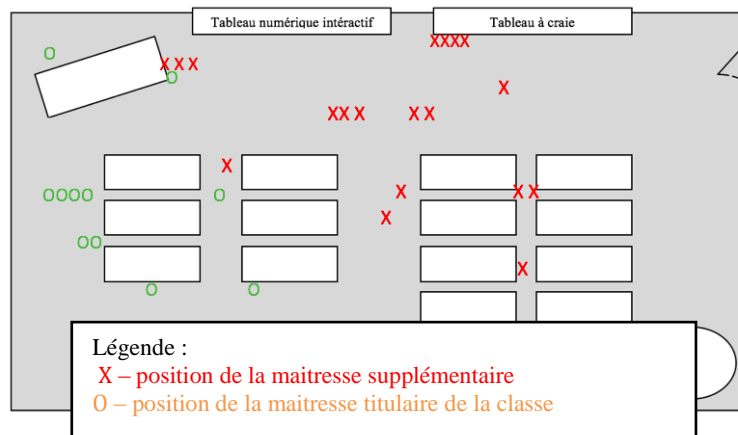 Tableau numérique intéractif
Tableau à craie
O
X X X X
X X X
O
X
X X X
X X
X
O O O O
O
X
X X
X
O O
X
O
O
Légende :
X – position de la maitresse supplémentaire
O – position de la maitresse titulaire de la classe